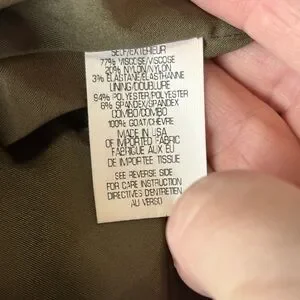 SELF/EXTERIEUR
77% VISCOSE/VISCOSE
20% NYLON/NYLON
3% ELASTANE/ELASTHANNE
LINING/DOUBLURE
94% POLYESTER/POLYESTER
6% SPANDEX/SPANDEX
COMBO/COMBO
100% GOAT/CHÈVRE
MADE IN USA
OF IMPORTED FABRIC
FABRIQUE AUX EU
DE IMPORTEE TISSUE
SEE REVERSE SIDE
FOR CARE INSTRUCTION
DIRECTIVES D'ENTRETIEN
AU VERSO